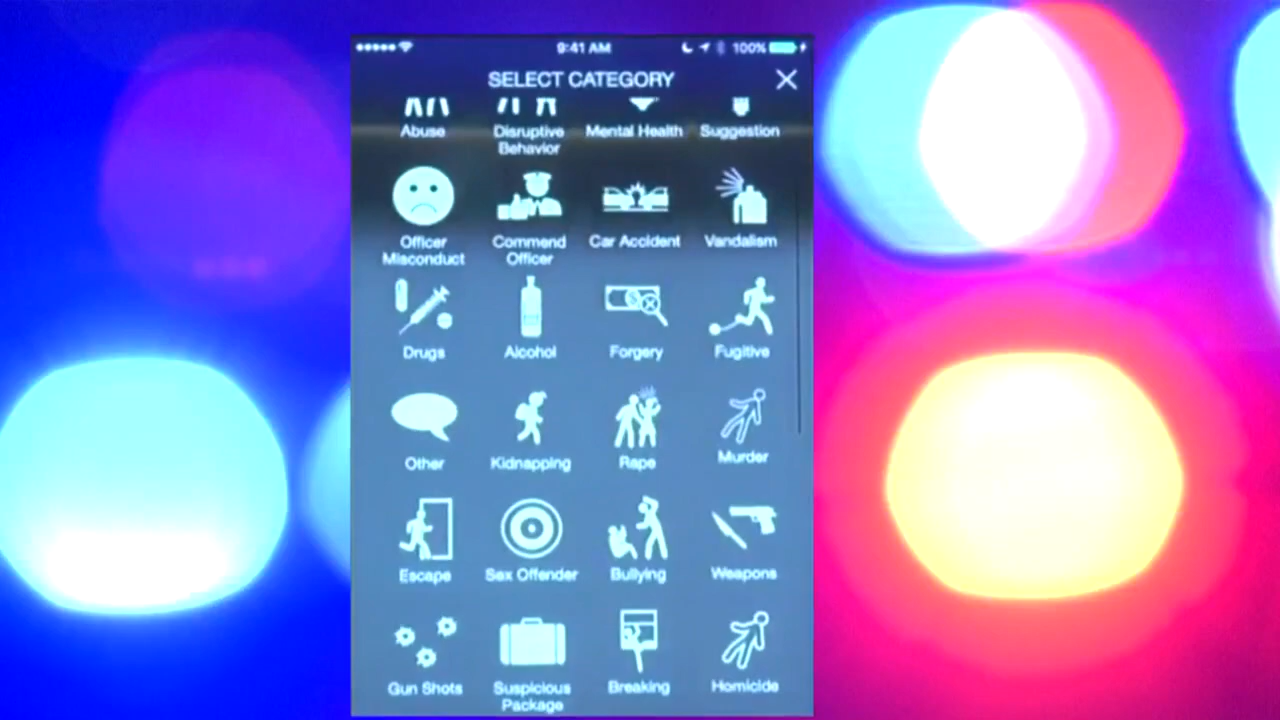 9:41 AM
100%
SELECT CATEGORY
Abuse
Disruptive
Behavior
Mental Health
Suggestion
Officer
Misconduct
Commend
Officer
Car Accident
Vandalism
Drugs
Alcohol
Forgery
Fugitive
Other
Kidnapping
Rape
Murder
Escape
Sex Offender
Bullying
Weapons
Gun Shots
Suspicious
Package
Breaking
Homicide